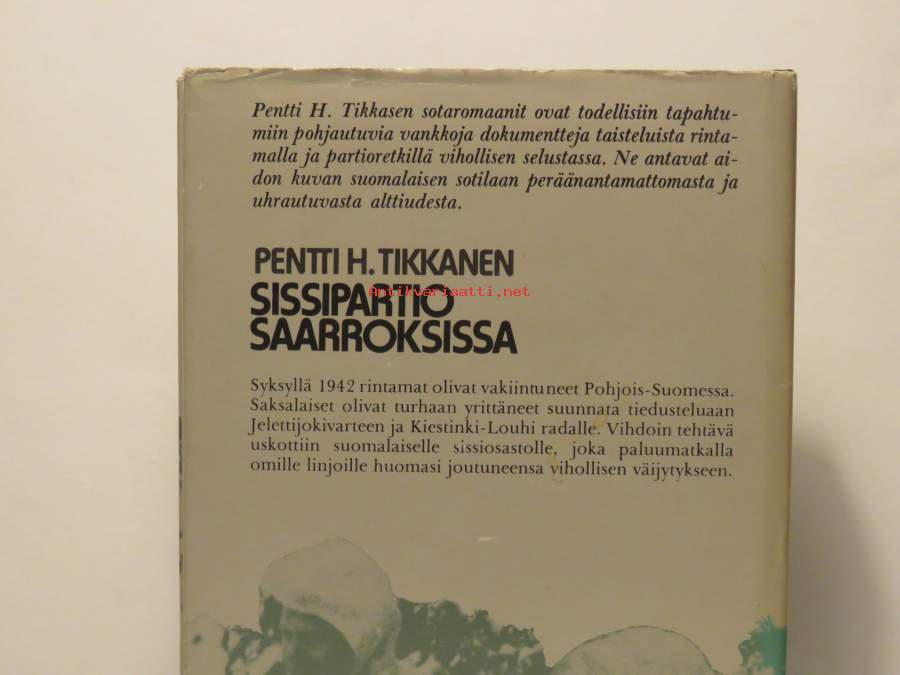 Pentti H. Tikkasen sotaromaanit ovat todellisiin tapahtu-
miin pohjautuvia vankkoja dokumentteja taisteluista rinta-
malla ja partioretkillä vihollisen selustassa. Ne antavat ai-
don kuvan suomalaisen sotilaan peräänantamattomasta ja
uhrautuvasta alttiudesta.
PENTTI H. TIKKANEN
Antikvariaatti.net
SISSIPARTIO
SAARROKSISSA
Syksyllä 1942 rintamat olivat vakiintuneet Pohjois-Suomessa.
Saksalaiset olivat turhaan yrittäneet suunnata tiedusteluaan
Jelettijokivarteen ja Kiestinki-Louhi radalle. Vihdoin tehtävä
uskottiin suomalaiselle sissiosastolle, joka paluumatkalla
omille linjoille huomasi joutuneensa vihollisen väijytykseen.